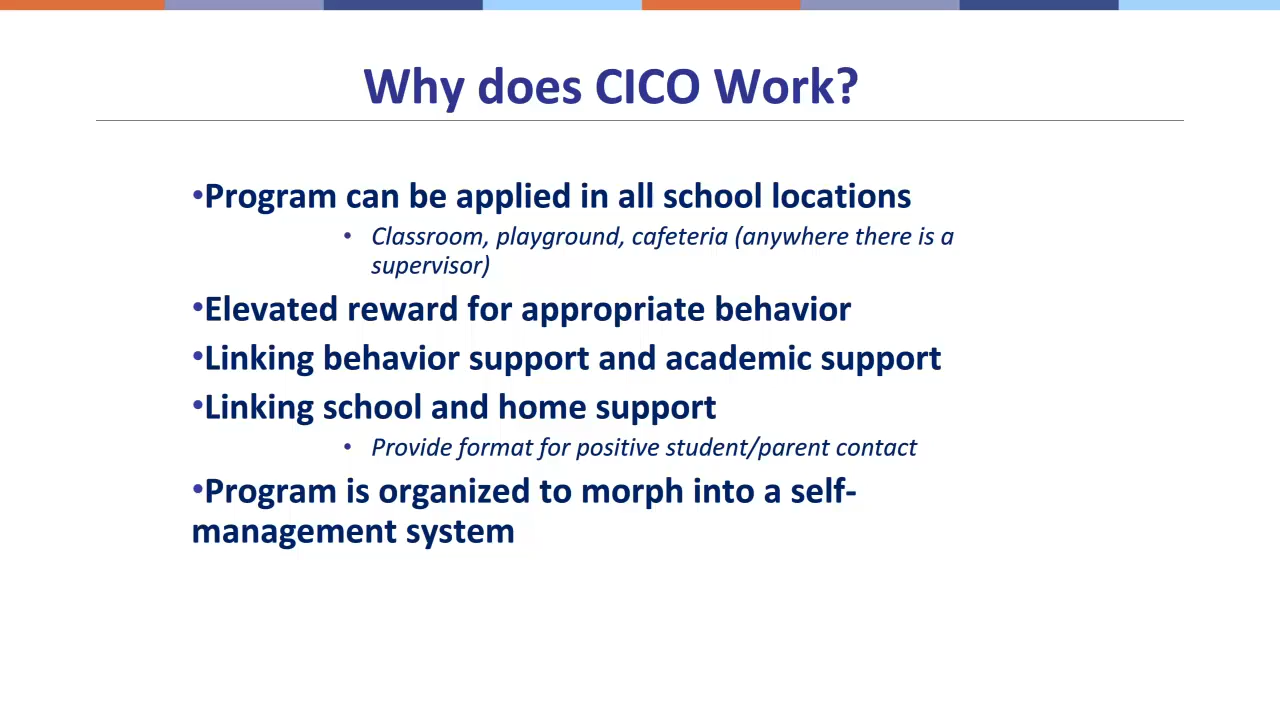 Why does CICO Work?
•Program can be applied in all school locations
• Classroom, playground, cafeteria (anywhere there is a
supervisor)
•Elevated reward for appropriate behavior
•Linking behavior support and academic support
•Linking school and home support
• Provide format for positive student/parent contact
•Program is organized to morph into a self-
management system